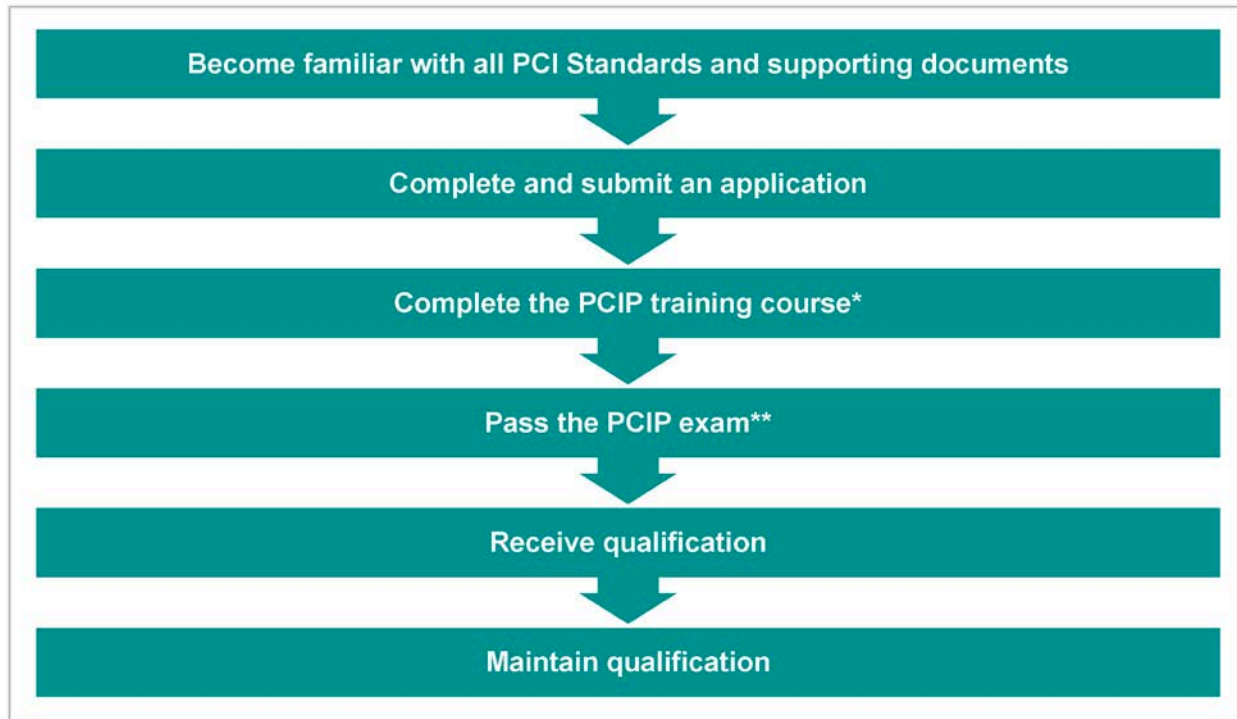 Become familiar with all PCI Standards and supporting documents
Complete and submit an application
Complete the PCIP training course*
Pass the PCIP exam**
Receive qualification
Maintain qualification